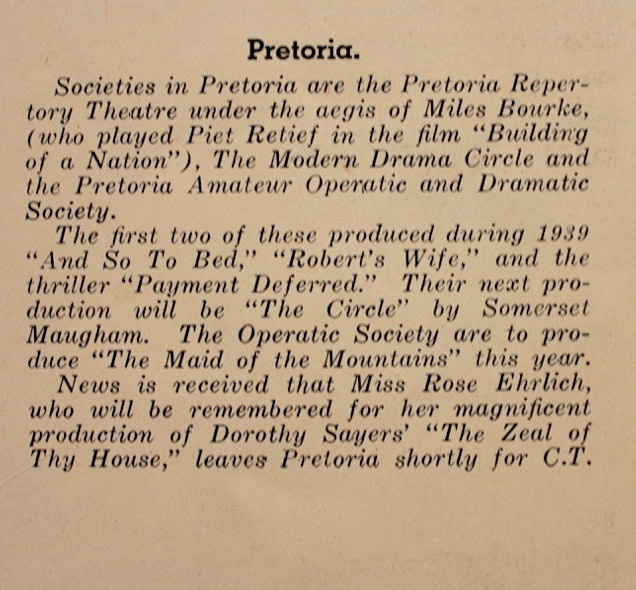 Pretoria.
Societies in Pretoria are the Pretoria Reper-
tory Theatre under the aegis of Miles Bourke,
(who played Piet Retief in the film "Building
of a Nation"), The Modern Drama Circle and
the Pretoria Amateur Operatic and Dramatic
Society.
The first two of these produced during 1939
"And So To Bed," "Robert's Wife," and the
thriller "Payment Deferred." Their next pro-
duction will be "The Circle" by Somerset
Maugham. The Operatic Society are to pro-
duce "The Maid of the Mountains" this year.
News is received that Miss Rose Ehrlich,
who will be remembered for her magnificent
production of Dorothy Sayers' "The Zeal of
Thy House," leaves Pretoria shortly for C.T.